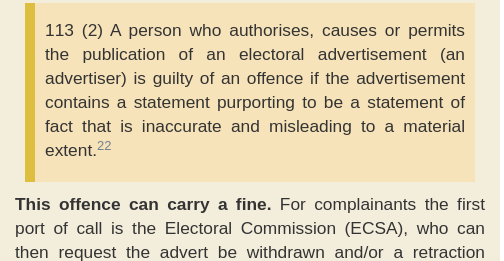 113 (2) A person who authorises, causes or permits
the publication of an electoral advertisement (an
advertiser) is guilty of an offence if the advertisement
contains a statement purporting to be a statement of
fact that is inaccurate and misleading to a material
extent.22
This offence can carry a fine. For complainants the first
port of call is the Electoral Commission (ECSA), who can
then request the advert be withdrawn and/or a retraction